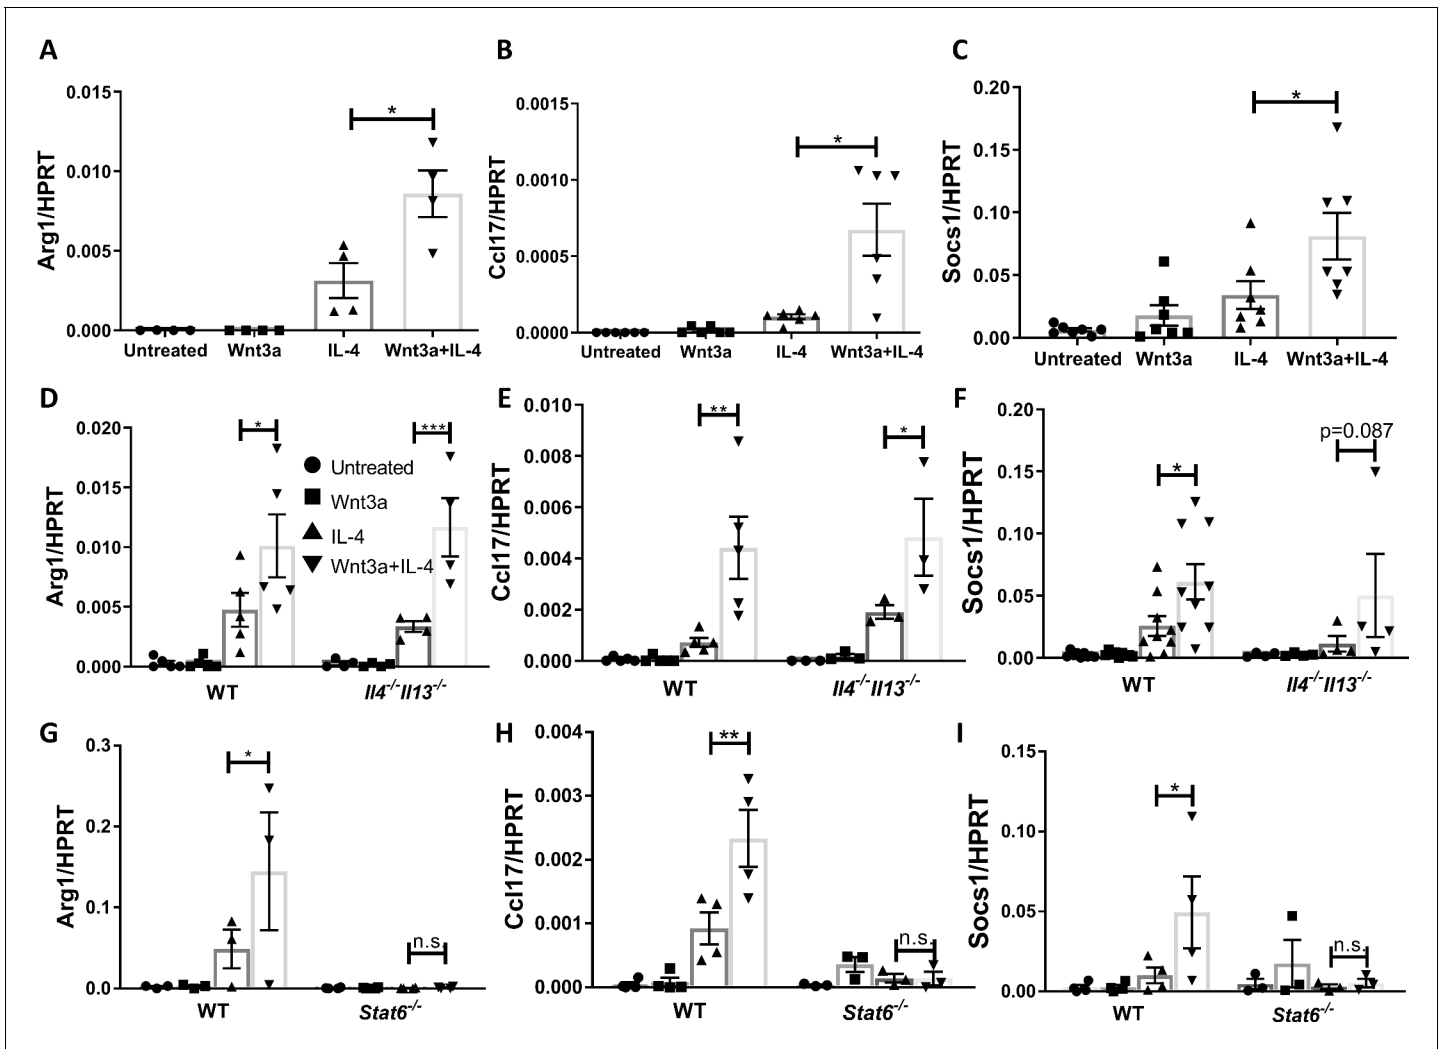 A
Arg1/HPRT
0.015
0.010
0.005
0.000
*
Untreated Wnt3a IL-4 Wnt3a+IL-4
B
Ccl17/HPRT
0.0015
0.0010
0.0005
0.0000
*
Untreated Wnt3a IL-4 Wnt3a+IL-4
C
Socs1/HPRT
0.20
0.15
0.10
0.05
0.00
*
Untreated Wnt3a IL-4 Wnt3a+IL-4
D
Arg1/HPRT
0.020
0.015
0.010
0.005
0.000
* ***
Untreated
Wnt3a
IL-4
Wnt3a+IL-4
WT Il4-/-Il13-/-
E
Ccl17/HPRT
0.010
0.008
0.006
0.004
0.002
0.000
** *
WT Il4-/-Il13-/-
F
Socs1/HPRT
0.20
0.15
0.10
0.05
0.00
* p=0.087
WT Il4-/-Il13-/-
G
Arg1/HPRT
0.3
0.2
0.1
0.0
* n.s.
WT Stat6-/-
H
Ccl17/HPRT
0.004
0.003
0.002
0.001
0.000
** n.s.
WT Stat6-/-
I
Socs1/HPRT
0.15
0.10
0.05
0.00
* n.s.
WT Stat6-/-